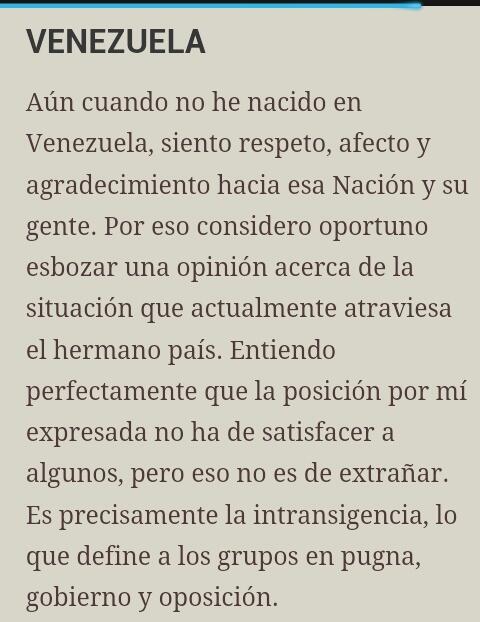 VENEZUELA
Aún cuando no he nacido en
Venezuela, siento respeto, afecto y
agradecimiento hacia esa Nación y su
gente. Por eso considero oportuno
esbozar una opinión acerca de la
situación que actualmente atraviesa
el hermano país. Entiendo
perfectamente que la posición por mí
expresada no ha de satisfacer a
algunos, pero eso no es de extrañar.
Es precisamente la intransigencia, lo
que define a los grupos en pugna,
gobierno y oposición.